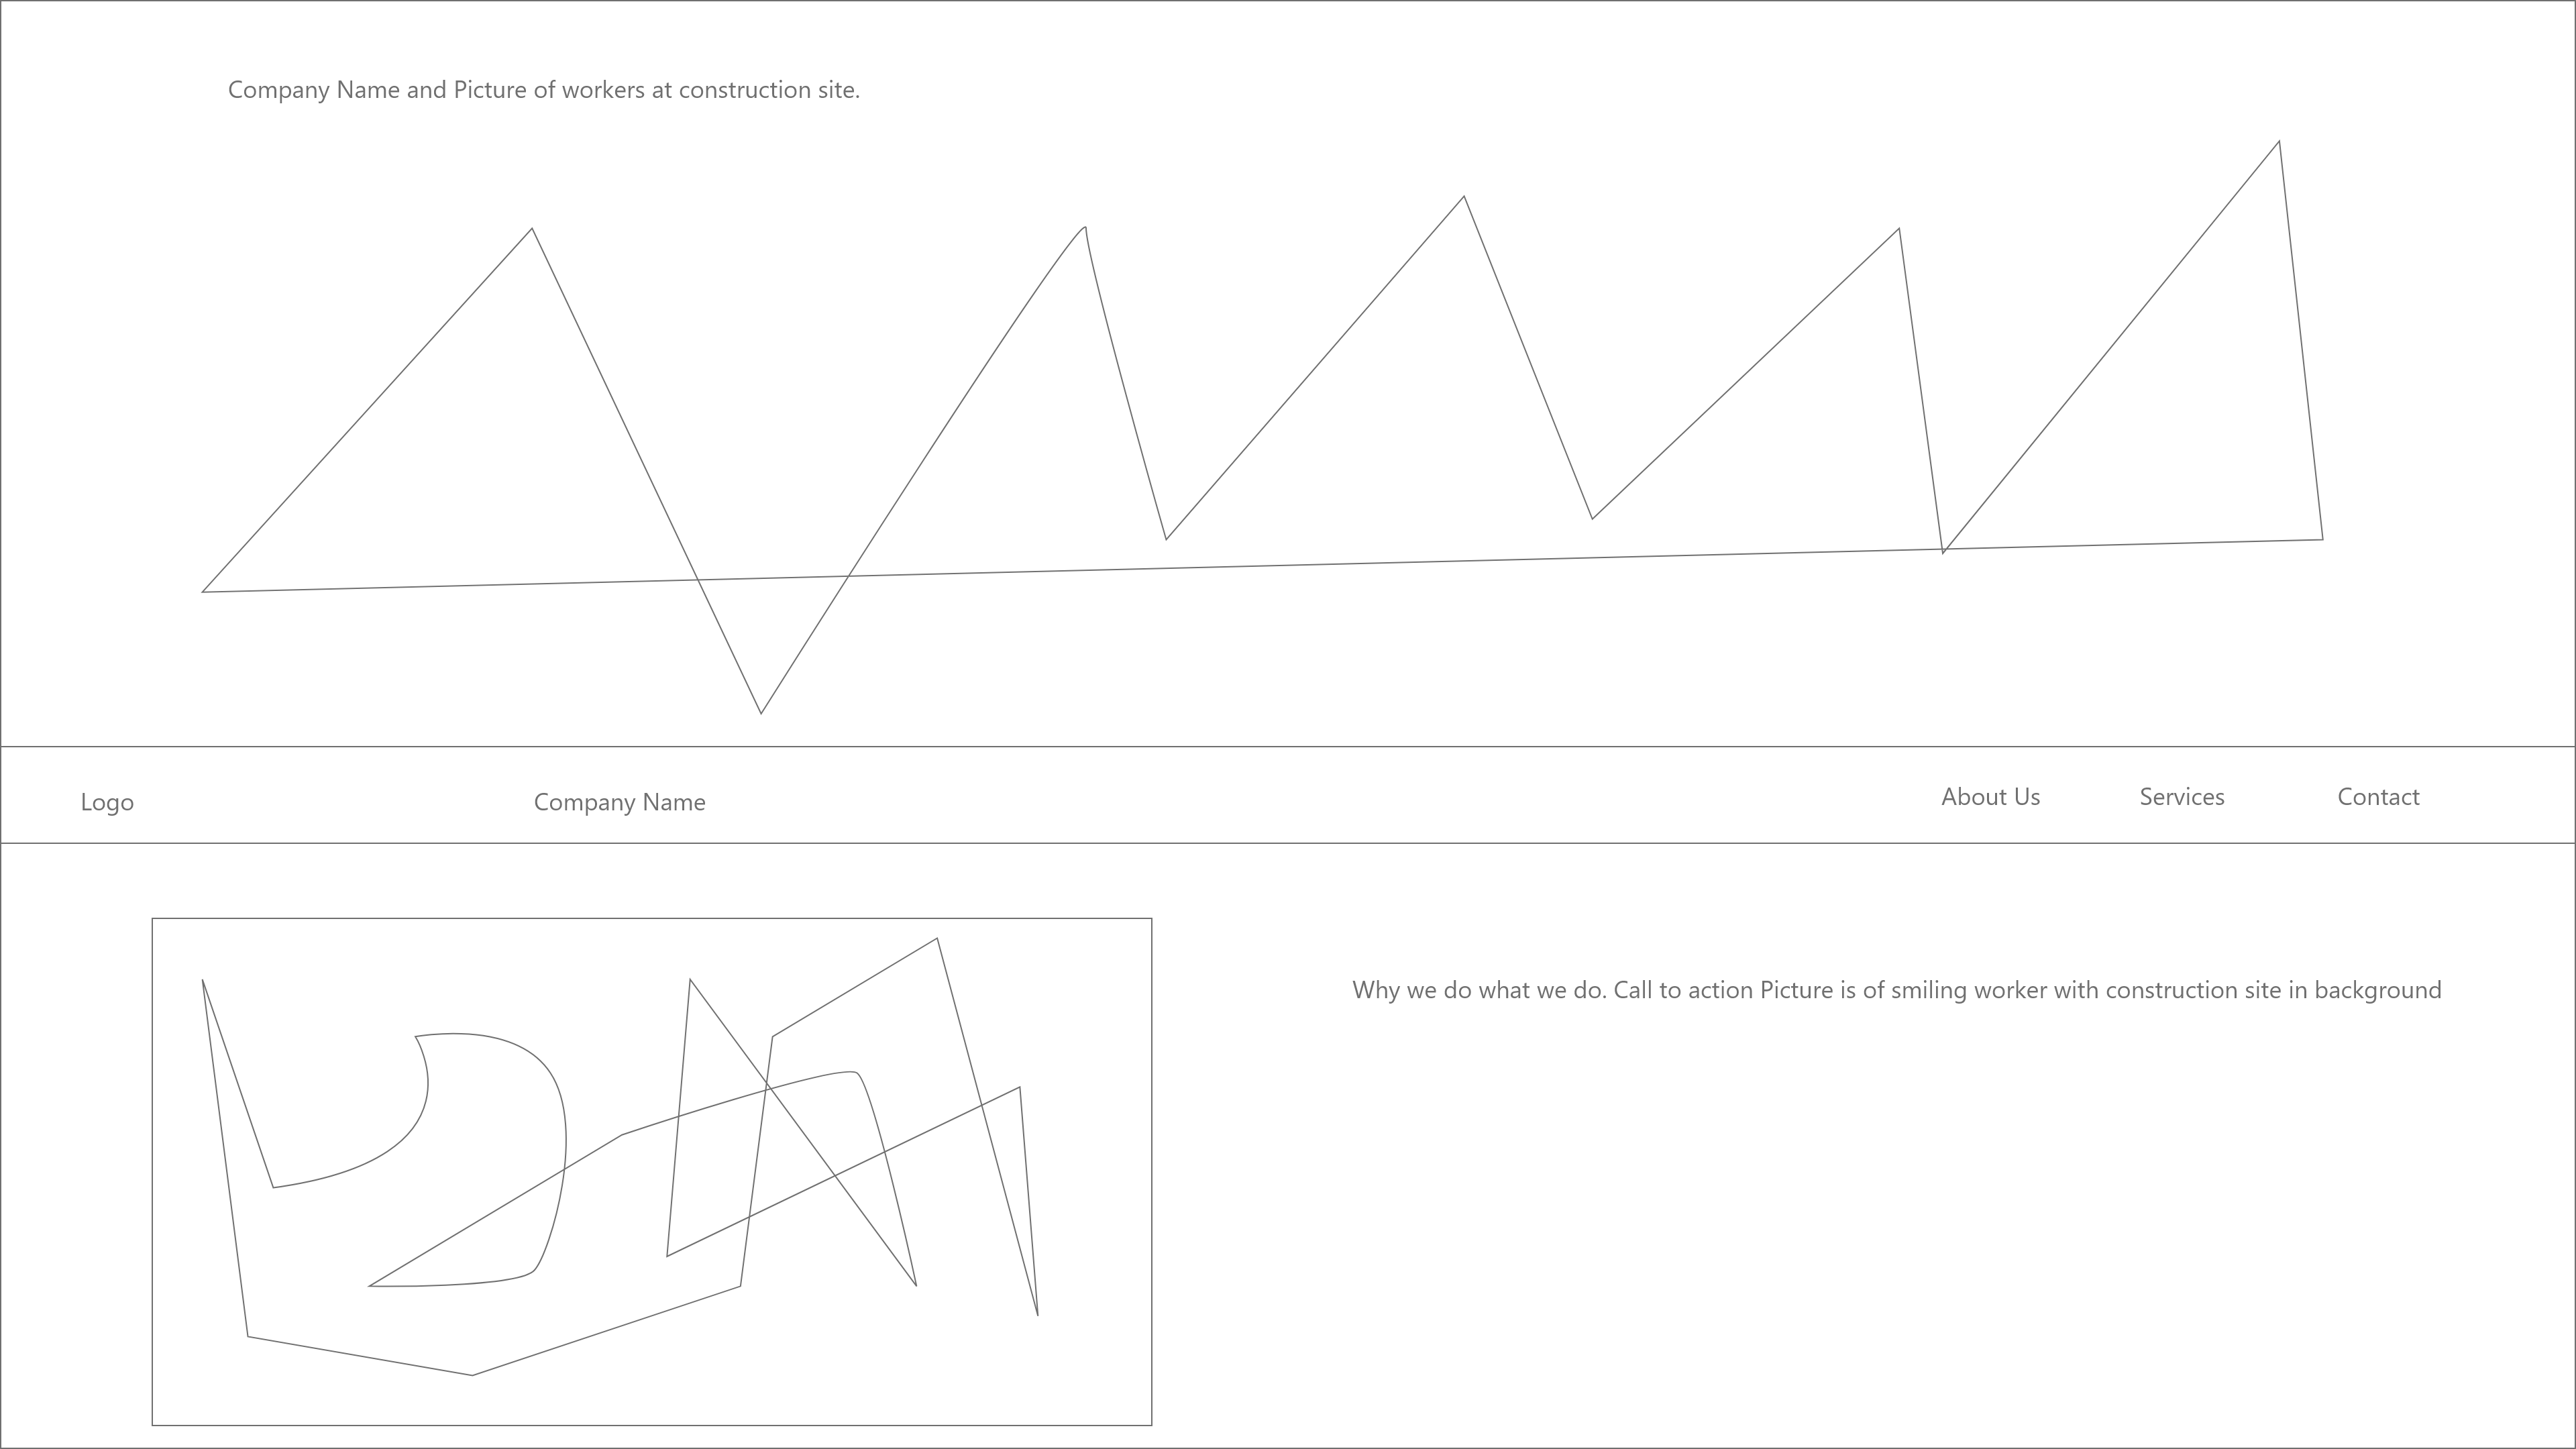 Company Name and Picture of workers at construction site.
Logo
Company Name
About Us
Services
Contact
Why we do what we do. Call to action Picture is of smiling worker with construction site in background